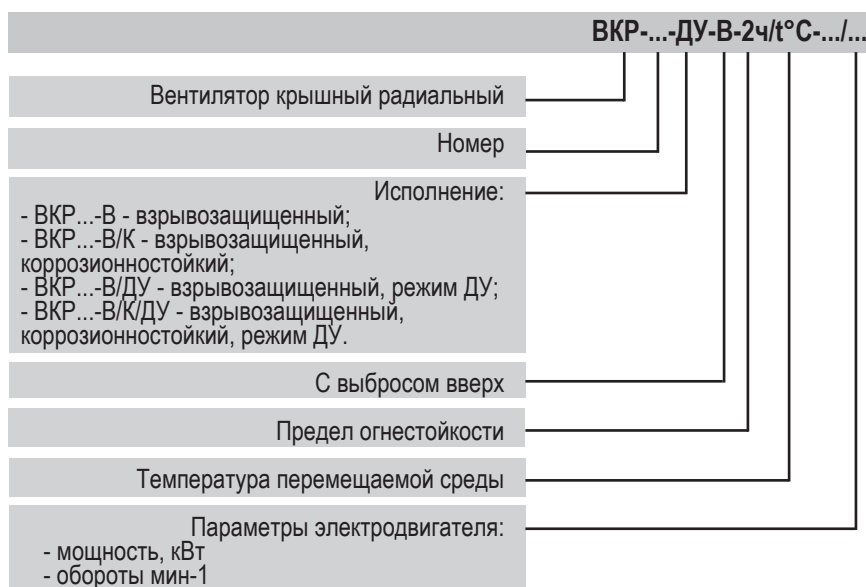 ВКР-...-ДУ-В-2ч/t°С-.../...
Вентилятор крышный радиальный
Номер
Исполнение:
- ВКР...-В - взрывозащищенный;
- ВКР...-В/К - взрывозащищенный,
коррозионностойкий;
- ВКР...-В/ДУ - взрывозащищенный, режим ДУ;
- ВКР...-В/К/ДУ - взрывозащищенный,
коррозионностойкий, режим ДУ.
С выбросом вверх
Предел огнестойкости
Температура перемещаемой среды
Параметры электродвигателя:
- мощность, кВт
- обороты мин-1